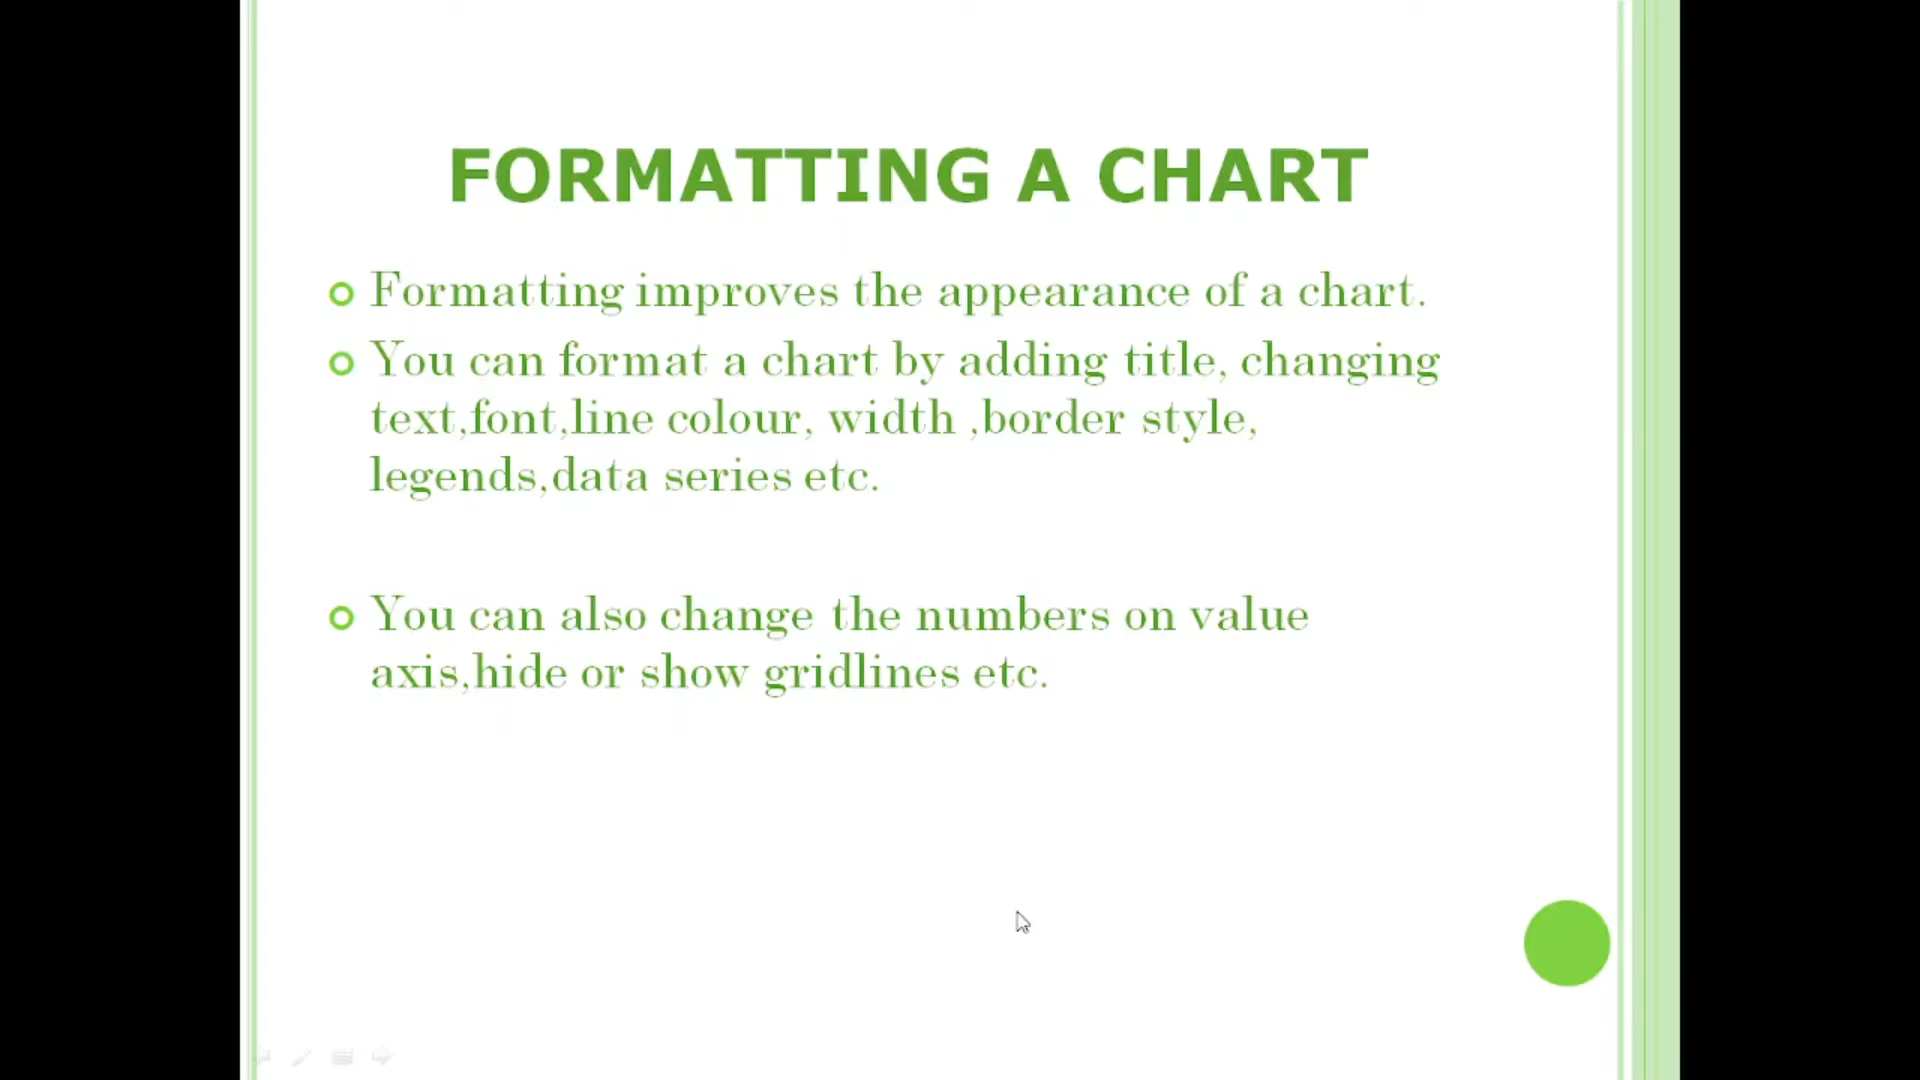 FORMATTING A CHART
Formatting improves the appearance of a chart.
You can format a chart by adding title, changing
text,font,line colour, width ,border style,
legends,data series etc.
You can also change the numbers on value
axis,hide or show gridlines etc.